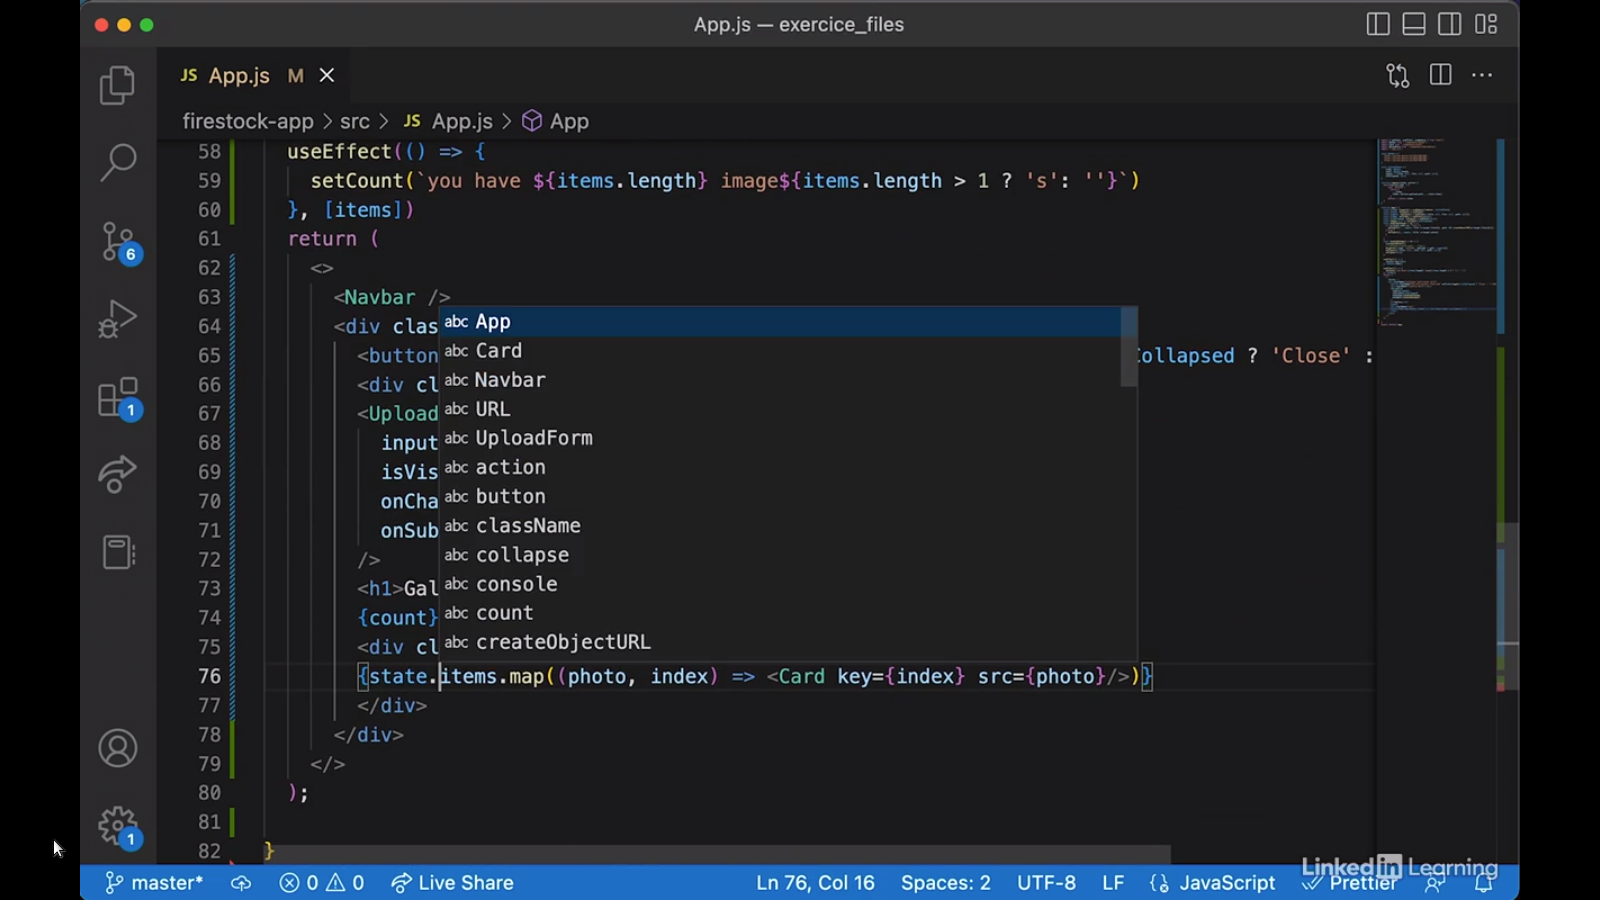 App.js — exercice_files
JS App.js M
firestock-app > src > JS App.js > App
58 useEffect(() => {
59 setCount(`you have ${items.length} image${items.length > 1 ? 's': ''}`)
60 }, [items])
61 return (
62 <>
63 <Navbar />
64 <div clas
65 <button ollapsed ? 'Close' :
66 <div cl
67 <Upload
68 input
69 isVis
70 onCha
71 onSub
72 />
73 <h1>Gal
74 {count}
75 <div cl
76 {state.items.map((photo, index) => <Card key={index} src={photo}/>)}
77 </div>
78 </div>
79 </>
80 );
81
82 }
abc App
abc Card
abc Navbar
abc URL
abc UploadForm
abc action
abc button
abc className
abc collapse
abc console
abc count
abc createObjectURL
6
1
1
master* 0 0 Live Share Ln 76, Col 16 Spaces: 2 UTF-8 LF {} JavaScript Prettier
LinkedIn Learning